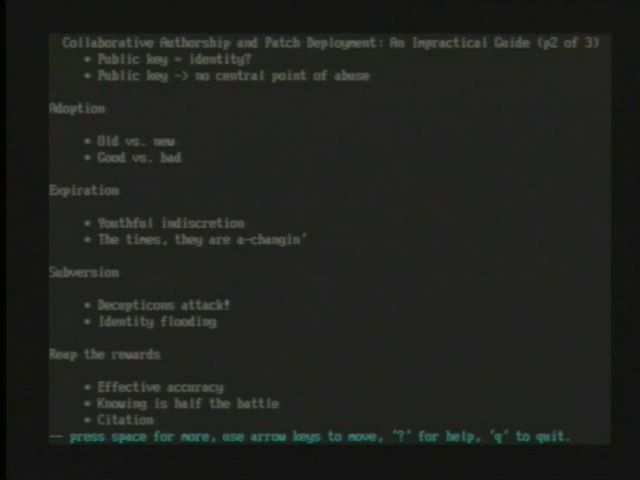 Collaborative Authorship and Patch Deployment: An Impractical Guide (p2 of 3)
* Public key = identity?
* Public key -> no central point of abuse
Adoption
* Old vs. new
* Good vs. bad
Expiration
* Youthful indiscretion
* The times, they are a-changin'
Subversion
* Decepticons attack!
* Identity flooding
Reap the rewards
* Effective accuracy
* Knowing is half the battle
* Citation
-- press space for more, use arrow keys to move, '?' for help, 'q' to quit.